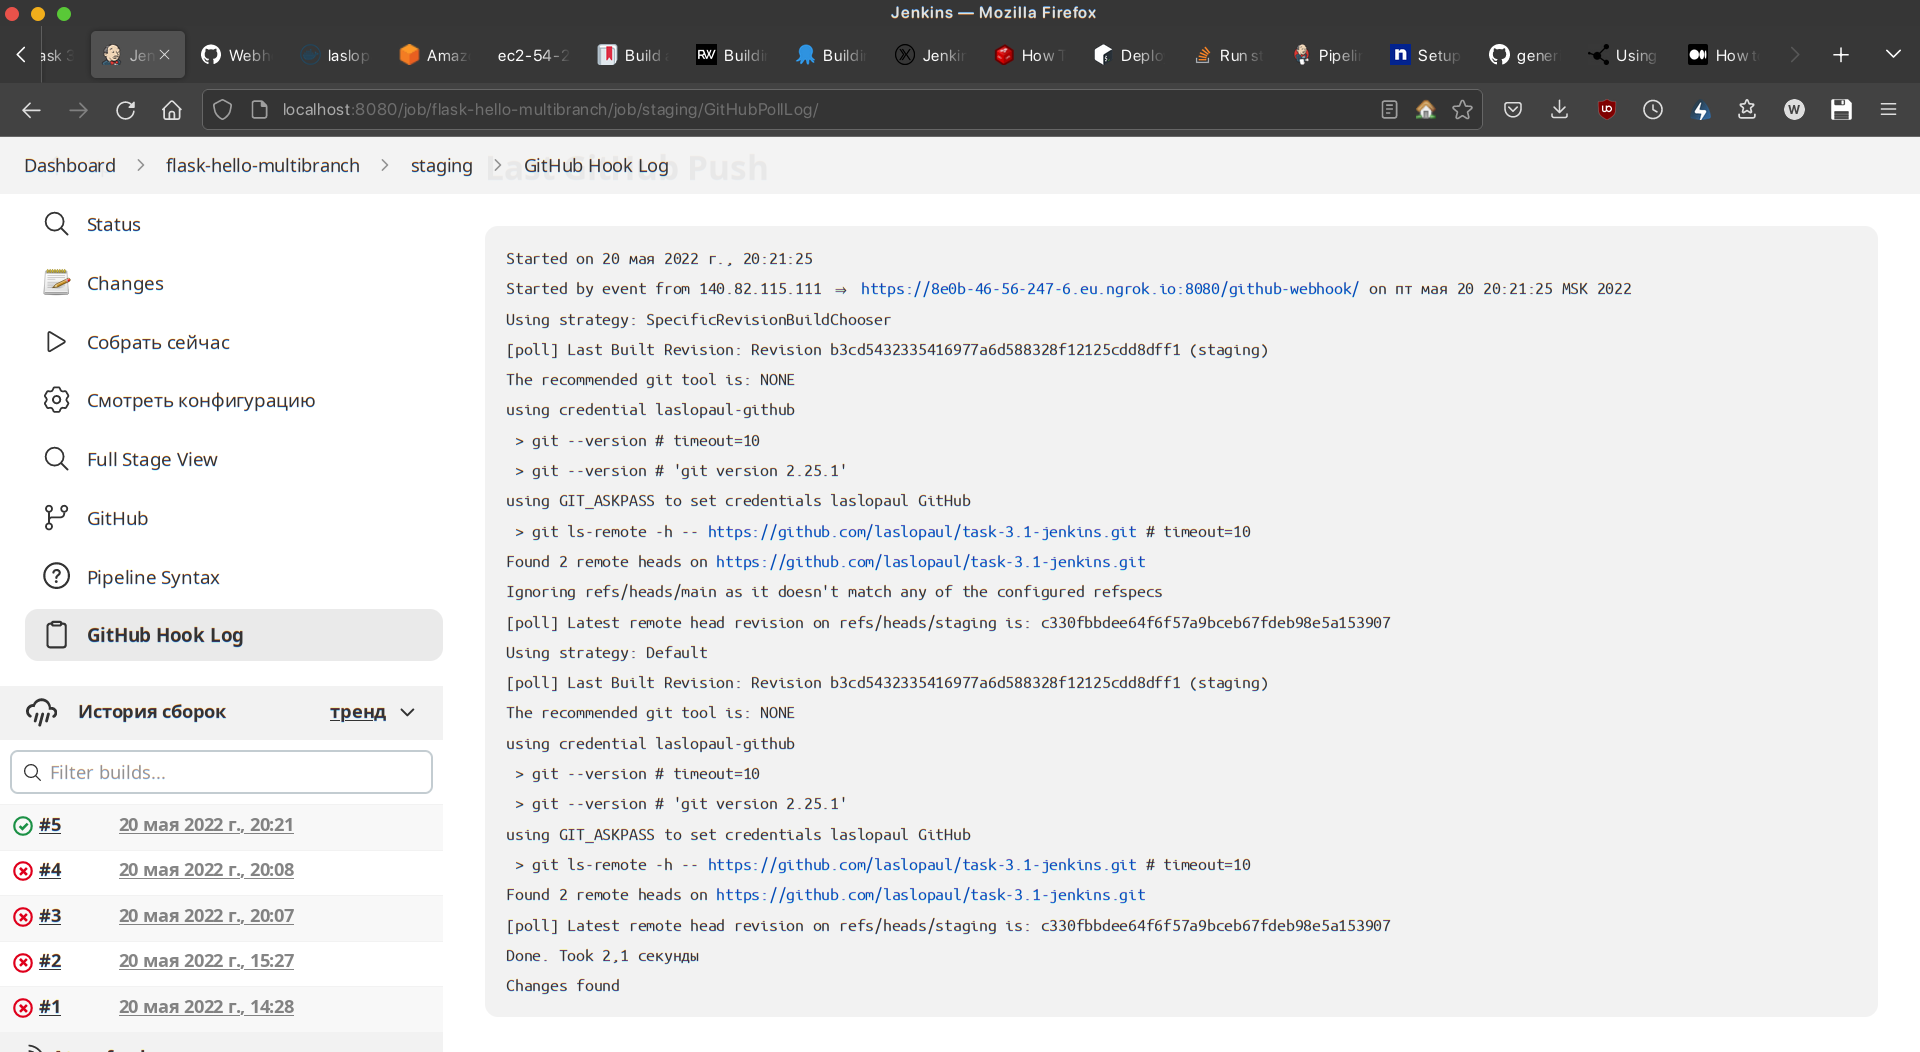 Jenkins — Mozilla Firefox
ask 3
Jen
Webh
laslop
Amaz
ec2-54-2
Build
Buildi
Buildi
Jenkin
How T
Deplo
Run st
Pipelin
Setup
gener
Using
How t
localhost:8080/job/flask-hello-multibranch/job/staging/GitHubPollLog/
Dashboard
flask-hello-multibranch
staging
GitHub Hook Log
Last GitHub Push
Status
Changes
Собрать сейчас
Смотреть конфигурацию
Full Stage View
GitHub
Pipeline Syntax
GitHub Hook Log
История сборок
тренд
Filter builds...
#5 20 мая 2022 г., 20:21
#4 20 мая 2022 г., 20:08
#3 20 мая 2022 г., 20:07
#2 20 мая 2022 г., 15:27
#1 20 мая 2022 г., 14:28
Started on 20 мая 2022 г., 20:21:25
Started by event from 140.82.115.111 ⇒ https://8e0b-46-56-247-6.eu.ngrok.io:8080/github-webhook/ on пт мая 20 20:21:25 MSK 2022
Using strategy: SpecificRevisionBuildChooser
[poll] Last Built Revision: Revision b3cd5432335416977a6d588328f12125cdd8dff1 (staging)
The recommended git tool is: NONE
using credential laslopaul-github
 > git --version # timeout=10
 > git --version # 'git version 2.25.1'
using GIT_ASKPASS to set credentials laslopaul GitHub
 > git ls-remote -h -- https://github.com/laslopaul/task-3.1-jenkins.git # timeout=10
Found 2 remote heads on https://github.com/laslopaul/task-3.1-jenkins.git
Ignoring refs/heads/main as it doesn't match any of the configured refspecs
[poll] Latest remote head revision on refs/heads/staging is: c330fbbdee64f6f57a9bceb67fdeb98e5a153907
Using strategy: Default
[poll] Last Built Revision: Revision b3cd5432335416977a6d588328f12125cdd8dff1 (staging)
The recommended git tool is: NONE
using credential laslopaul-github
 > git --version # timeout=10
 > git --version # 'git version 2.25.1'
using GIT_ASKPASS to set credentials laslopaul GitHub
 > git ls-remote -h -- https://github.com/laslopaul/task-3.1-jenkins.git # timeout=10
Found 2 remote heads on https://github.com/laslopaul/task-3.1-jenkins.git
[poll] Latest remote head revision on refs/heads/staging is: c330fbbdee64f6f57a9bceb67fdeb98e5a153907
Done. Took 2,1 секунды
Changes found